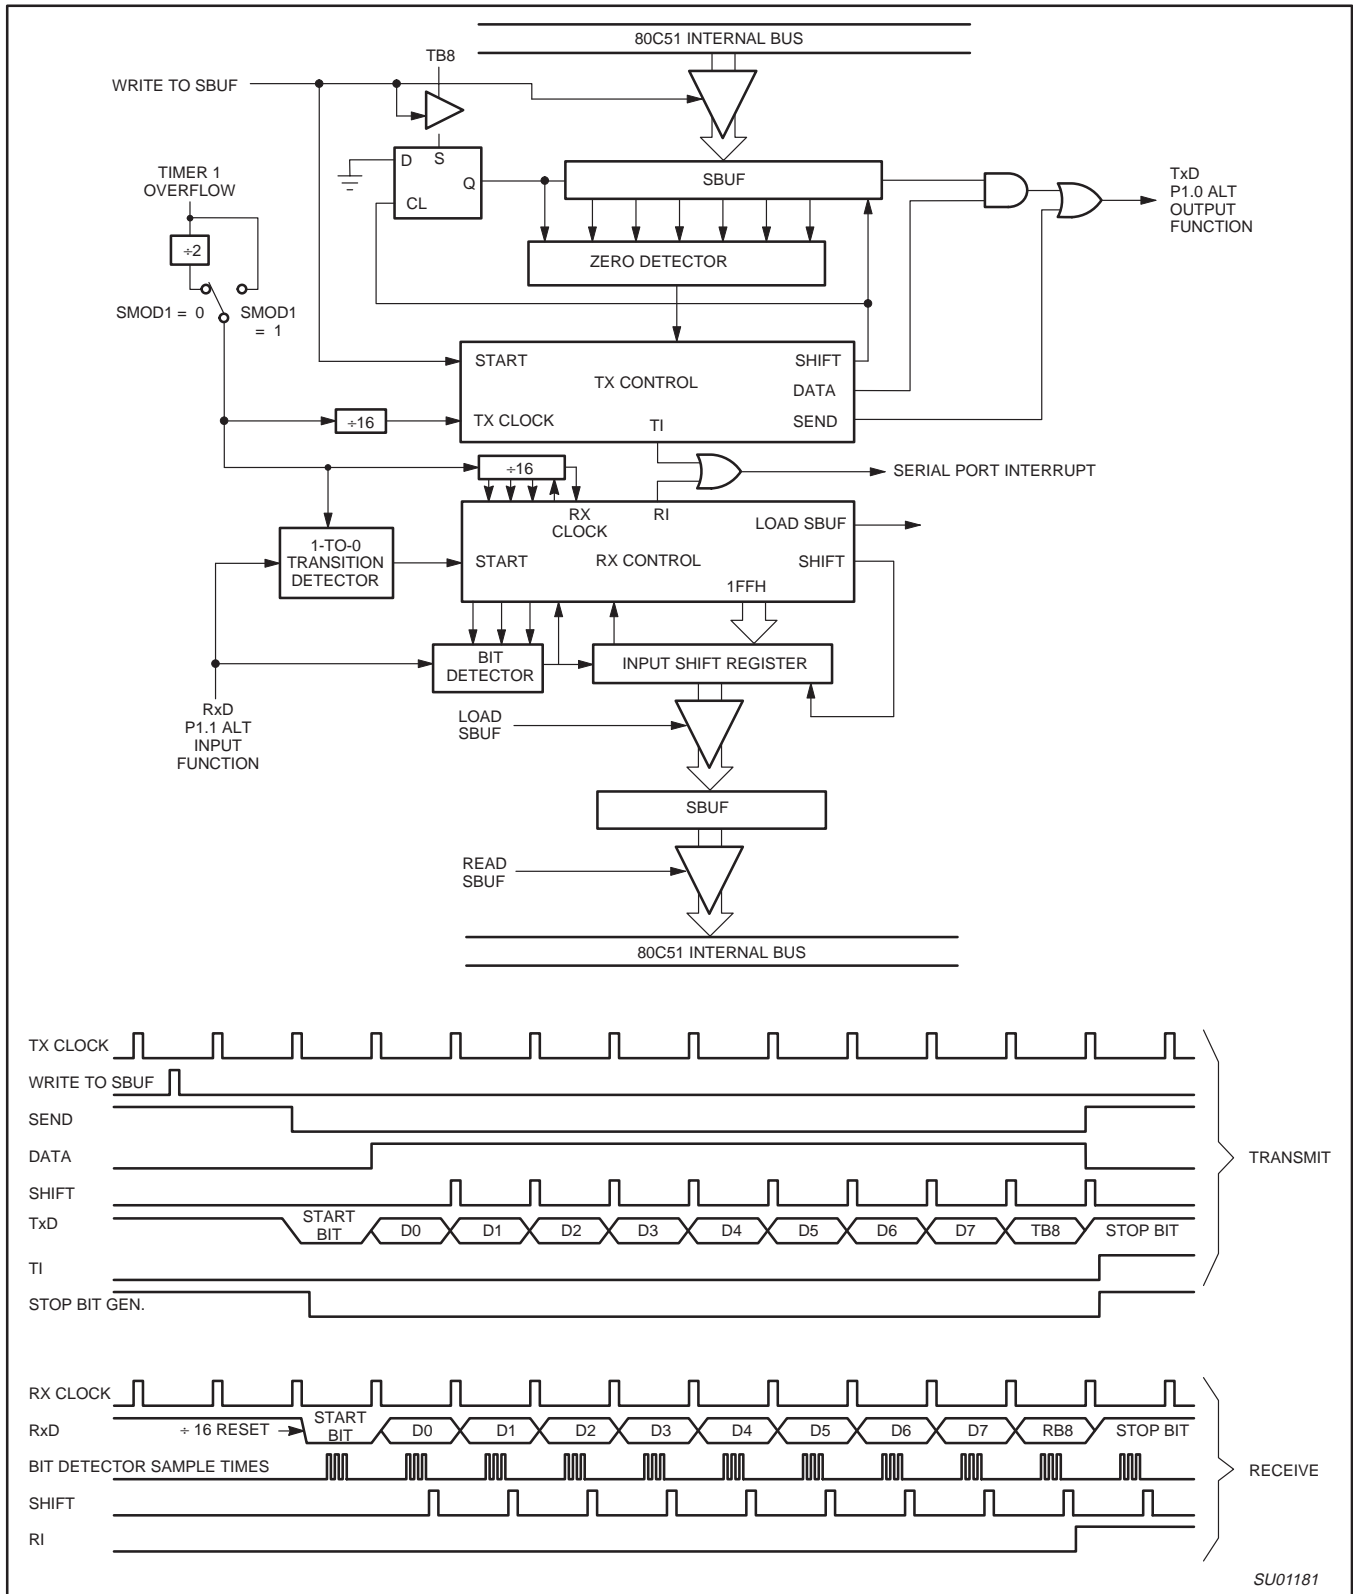 80C51 INTERNAL BUS
TB8
WRITE TO SBUF
D
S
Q
CL
SBUF
TxD
P1.0 ALT
OUTPUT
FUNCTION
TIMER 1
OVERFLOW
÷2
ZERO DETECTOR
SMOD1 = 0
SMOD1
= 1
START
SHIFT
TX CONTROL
DATA
÷16
TX CLOCK
TI
SEND
÷16
SERIAL PORT INTERRUPT
RX
CLOCK
RI
LOAD SBUF
1-TO-0
TRANSITION
DETECTOR
START
RX CONTROL
SHIFT
1FFH
BIT
DETECTOR
INPUT SHIFT REGISTER
RxD
P1.1 ALT
INPUT
FUNCTION
LOAD
SBUF
SBUF
READ
SBUF
80C51 INTERNAL BUS
TX CLOCK
WRITE TO SBUF
SEND
DATA
TRANSMIT
SHIFT
TxD
START
BIT
D0 D1 D2 D3 D4 D5 D6 D7 TB8 STOP BIT
TI
STOP BIT GEN.
RX CLOCK
RxD
÷ 16 RESET
START
BIT
D0 D1 D2 D3 D4 D5 D6 D7 RB8 STOP BIT
BIT DETECTOR SAMPLE TIMES
RECEIVE
SHIFT
RI
SU01181